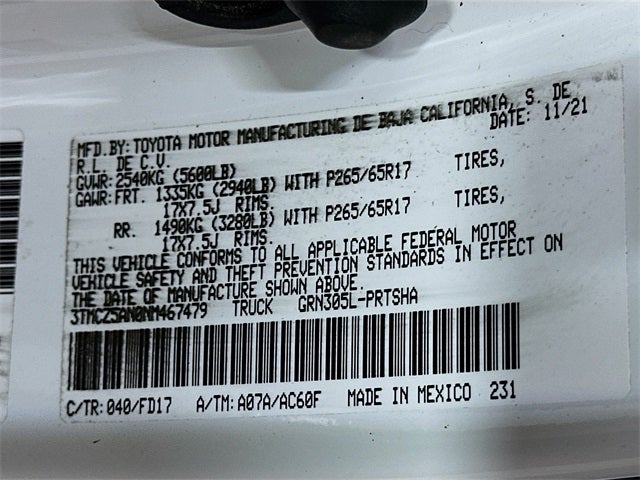 MFD. BY: TOYOTA MOTOR MANUFACTURING DE BAJA CALIFORNIA, S. DE
R.L. DE C.V. DATE: 11/21
GVWR: 2540KG (5600LB)
GAWR: FRT. 1335KG (2940LB) WITH P265/65R17 TIRES,
17X7.5J RIMS.
RR. 1490KG (3280LB) WITH P265/65R17 TIRES,
17X7.5J RIMS.
THIS VEHICLE CONFORMS TO ALL APPLICABLE FEDERAL MOTOR
VEHICLE SAFETY AND THEFT PREVENTION STANDARDS IN EFFECT ON
THE DATE OF MANUFACTURE SHOWN ABOVE.
3TMCZ5AN0NM467479 TRUCK GRN305L-PRTSHA
C/TR: 040/FD17 A/TM: A07A/AC60F MADE IN MEXICO 231